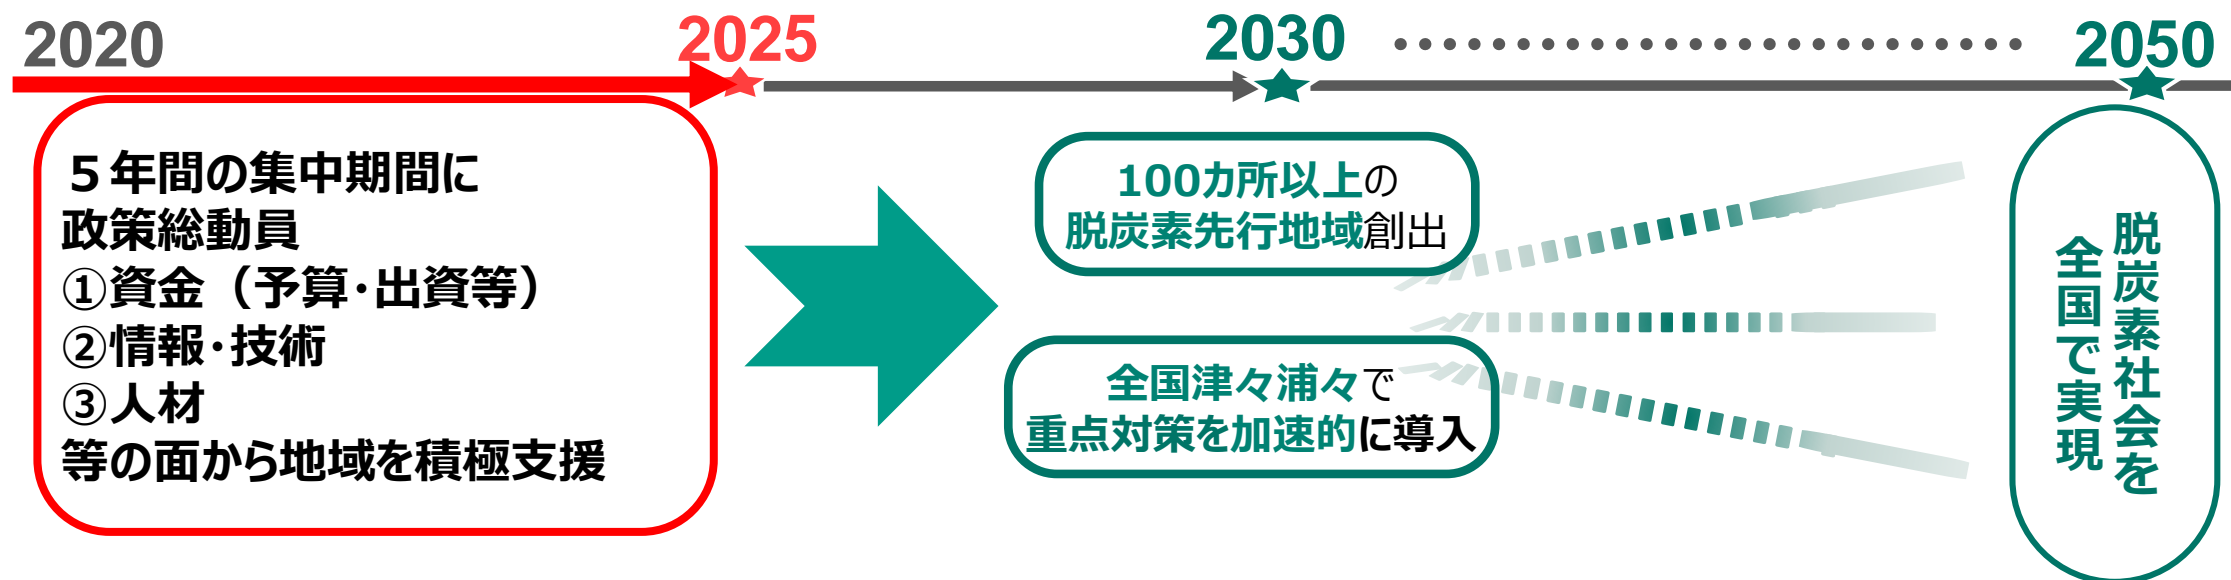 2020
2025
2030
2050
５年間の集中期間に
政策総動員
①資金（予算・出資等）
②情報・技術
③人材
等の面から地域を積極支援
100カ所以上の
脱炭素先行地域創出
全国津々浦々で
重点対策を加速的に導入
脱炭素社会を
全国で実現